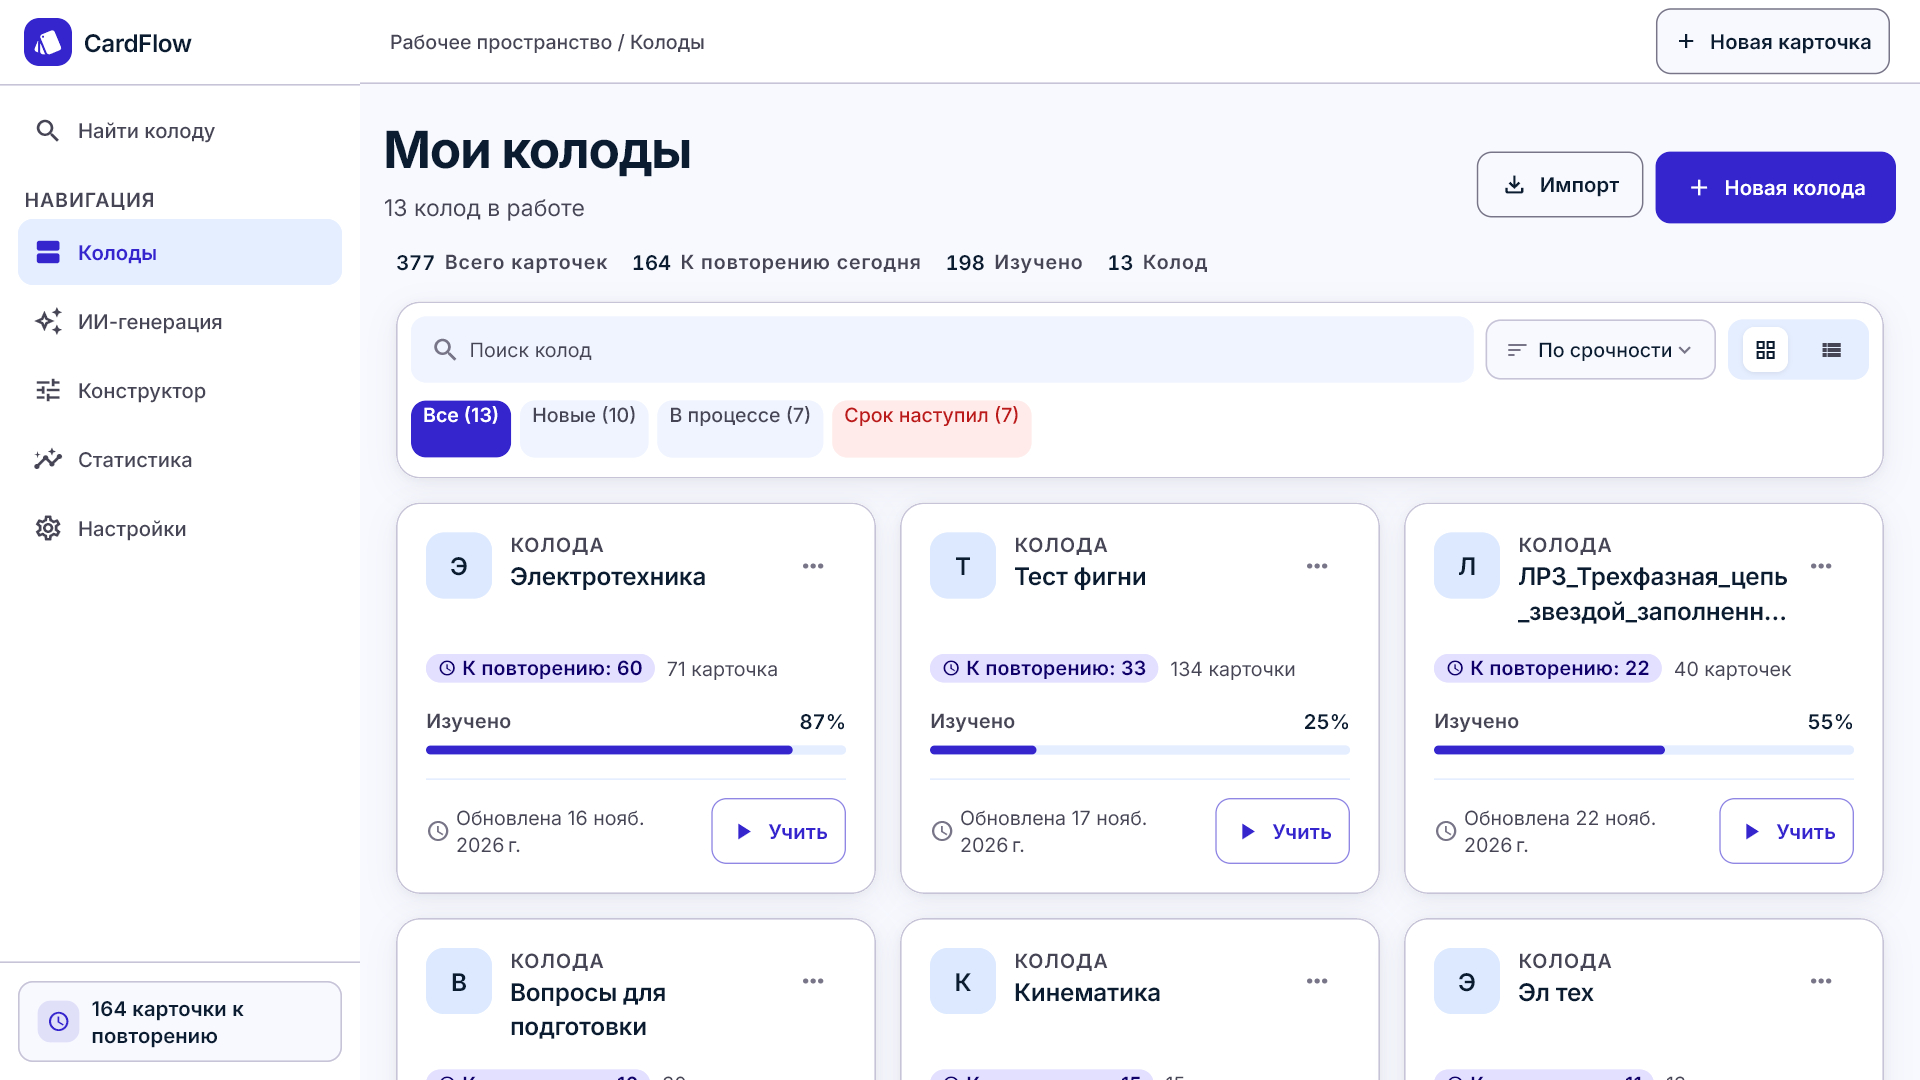 CardFlow
Рабочее пространство / Колоды
Новая карточка
Найти колоду
НАВИГАЦИЯ
Колоды
ИИ-генерация
Конструктор
Статистика
Настройки
164 карточки к
повторению
Мои колоды
13 колод в работе
Импорт
Новая колода
377 Всего карточек 164 К повторению сегодня 198 Изучено 13 Колод
Поиск колод
По срочности
Все (13) Новые (10) В процессе (7) Срок наступил (7)
Э
КОЛОДА
Электротехника
К повторению: 60 71 карточка
Изучено 87%
Обновлена 16 нояб.
2026 г.
Учить
Т
КОЛОДА
Тест фигни
К повторению: 33 134 карточки
Изучено 25%
Обновлена 17 нояб.
2026 г.
Учить
Л
КОЛОДА
ЛР3_Трехфазная_цепь
_звездой_заполненн...
К повторению: 22 40 карточек
Изучено 55%
Обновлена 22 нояб.
2026 г.
Учить
В
КОЛОДА
Вопросы для
подготовки
К
КОЛОДА
Кинематика
Э
КОЛОДА
Эл тех